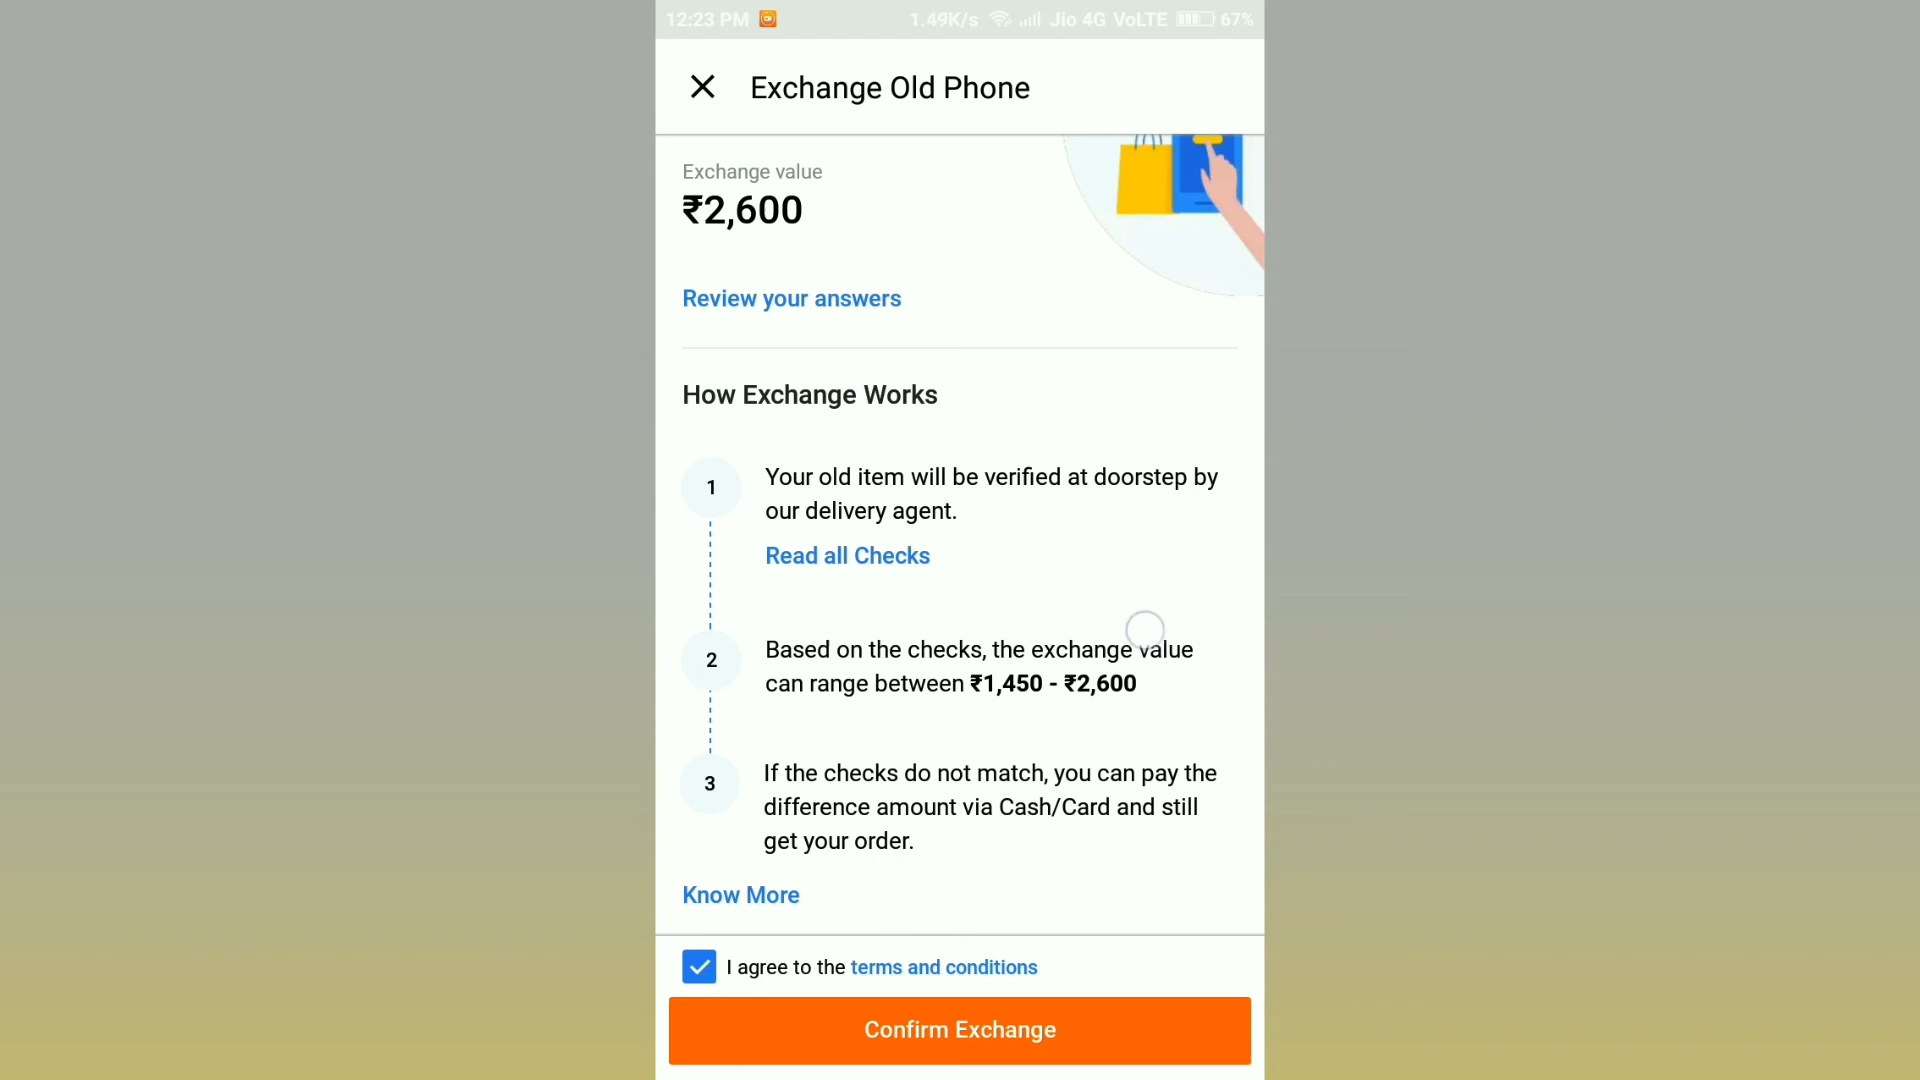 12:23 PM 1.49K/s Jio 4G VoLTE 67%
Exchange Old Phone
Exchange value
₹2,600
Review your answers
How Exchange Works
1
Your old item will be verified at doorstep by
our delivery agent.
Read all Checks
2
Based on the checks, the exchange value
can range between ₹1,450 - ₹2,600
3
If the checks do not match, you can pay the
difference amount via Cash/Card and still
get your order.
Know More
I agree to the terms and conditions
Confirm Exchange